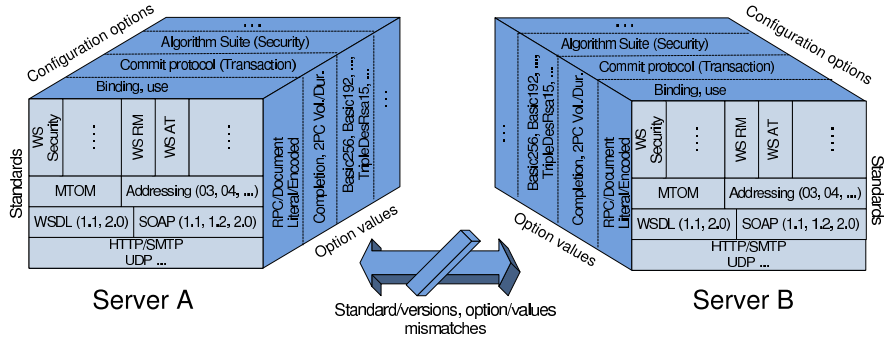 Configuration options
...
Algorithm Suite (Security)
Commit protocol (Transaction)
Binding, use
Standards
WS
Security
...
WS RM
WS AT
...
MTOM
Addressing (03, 04, ...)
WSDL (1.1, 2.0)
SOAP (1.1, 1.2, 2.0)
HTTP/SMTP
UDP ...
RPC/Document
Literal/Encoded
Completion, 2PC Vol./Dur.
Basic256, Basic192, ...,
TripleDesRsa15, ...
...
Option values
Server A
Standard/versions, option/values
mismatches
Configuration options
...
Algorithm Suite (Security)
Commit protocol (Transaction)
Binding, use
...
Basic256, Basic192, ...,
TripleDesRsa15, ...
Completion, 2PC Vol./Dur.
RPC/Document
Literal/Encoded
Option values
WS
Security
...
WS RM
WS AT
...
Standards
MTOM
Addressing (03, 04, ...)
WSDL (1.1, 2.0)
SOAP (1.1, 1.2, 2.0)
HTTP/SMTP
UDP ...
Server B